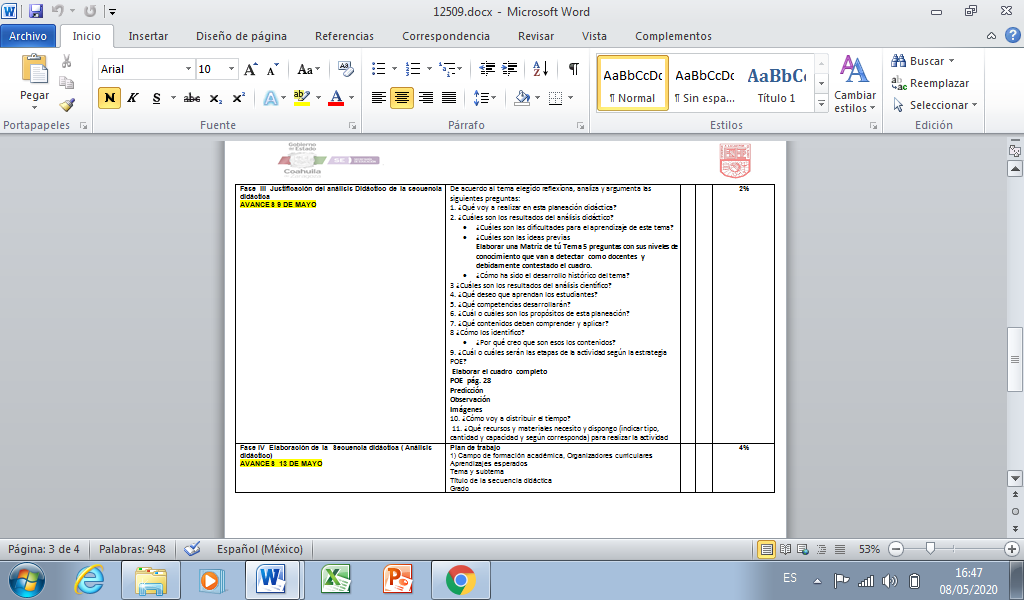 12509.docx - Microsoft Word
Archivo Inicio Insertar Diseño de página Referencias Correspondencia Revisar Vista Complementos
Pegar
Portapapeles
Arial 10
Fuente
Párrafo
AaBbCcDc AaBbCcDc AaBbC
¶ Normal ¶ Sin espa... Título 1
Cambiar estilos
Estilos
Buscar
Reemplazar
Seleccionar
Edición
Gobierno
de Estado
Coahuila
Fase III Justificación del análisis Didáctico de la secuencia
didáctica
AVANCE 8 9 DE MAYO
De acuerdo al tema elegido reflexiona, analiza y argumenta las
siguientes preguntas:
1. ¿Qué voy a realizar en esta planeación didáctica?
2. ¿Cuáles son los resultados del análisis didáctico?
• ¿Cuáles son las dificultades para el aprendizaje de este tema?
• ¿Cuáles son las ideas previas
Elaborar una Matriz de tú Tema 5 preguntas con sus niveles de
conocimiento que van a detectar como docentes y
debidamente contestado el cuadro.
• ¿Cómo ha sido el desarrollo histórico del tema?
3 ¿Cuáles son los resultados del análisis científico?
4. ¿Qué deseo que aprendan los estudiantes?
5. ¿Qué competencias desarrollarán?
6. ¿Cuál o cuáles son los propósitos de esta planeación?
7. ¿Qué contenidos deben comprender y aplicar?
8 ¿Cómo los identifico?
• ¿Por qué creo que son esos los contenidos?
9. ¿Cuál o cuáles serán las etapas de la actividad según la estrategia
POE?
Elaborar el cuadro completo
POE pág. 28
Predicción
Observación
Imágenes
10. ¿Cómo voy a distribuir el tiempo?
11. ¿Qué recursos y materiales necesito y dispongo (indicar tipo,
cantidad y capacidad y según corresponda) para realizar la actividad
2%
Fase IV Elaboración de la Secuencia didáctica ( Análisis
didáctico)
AVANCE 8 13 DE MAYO
Plan de trabajo
1) Campo de formación académica, Organizadores curriculares
Aprendizajes esperados
Tema y subtema
Título de la secuencia didáctica
Grado
4%
Página: 3 de 4 Palabras: 948 Español (México) 53%
ES 16:47
08/05/2020